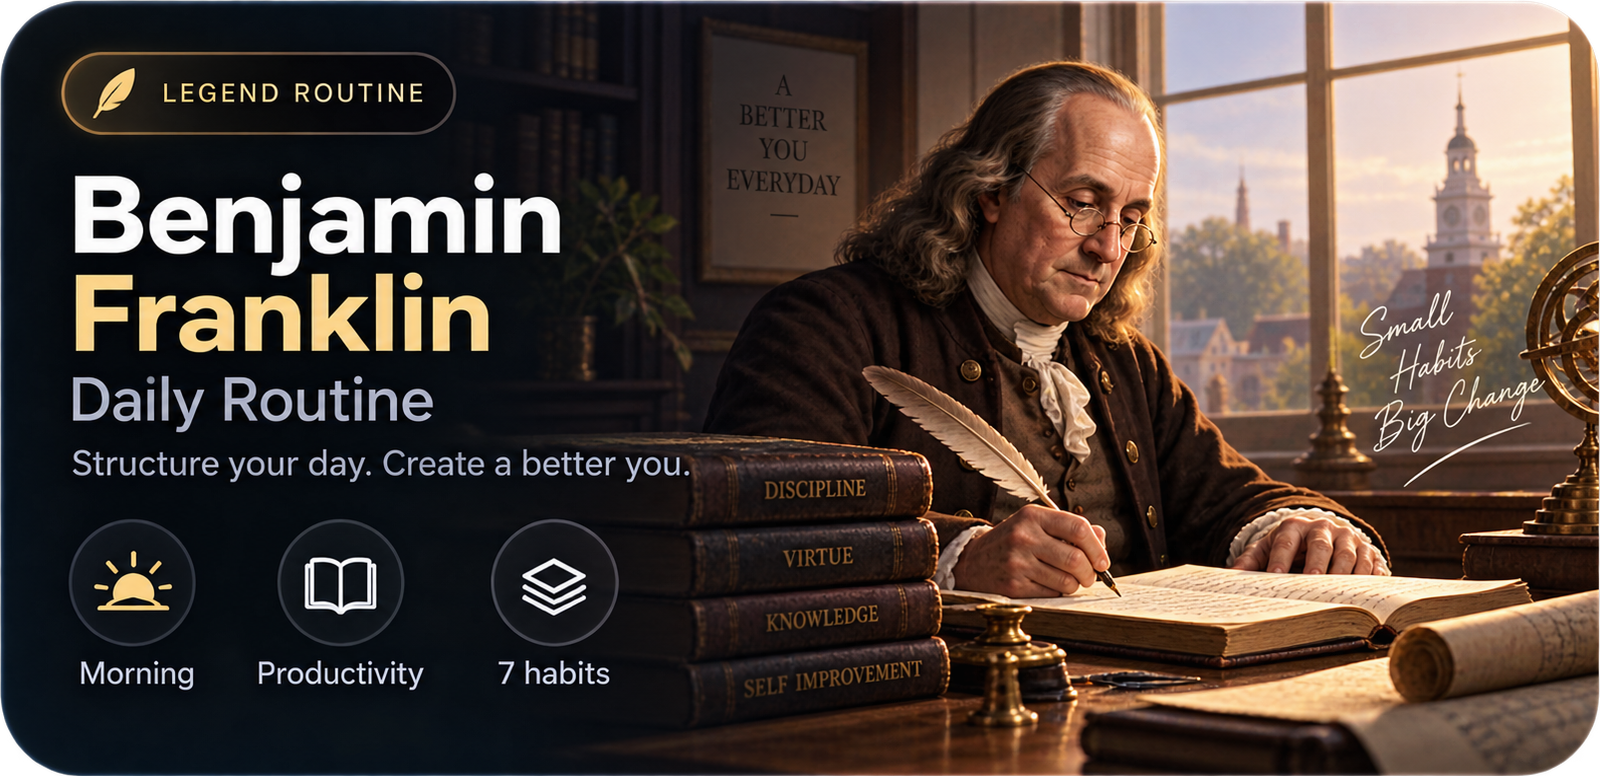 LEGEND ROUTINE
Benjamin
Franklin
Daily Routine
Structure your day. Create a better you.
Morning
Productivity
7 habits
A
BETTER
YOU
EVERYDAY
DISCIPLINE
VIRTUE
KNOWLEDGE
SELF IMPROVEMENT
Small
Habits
Big Change